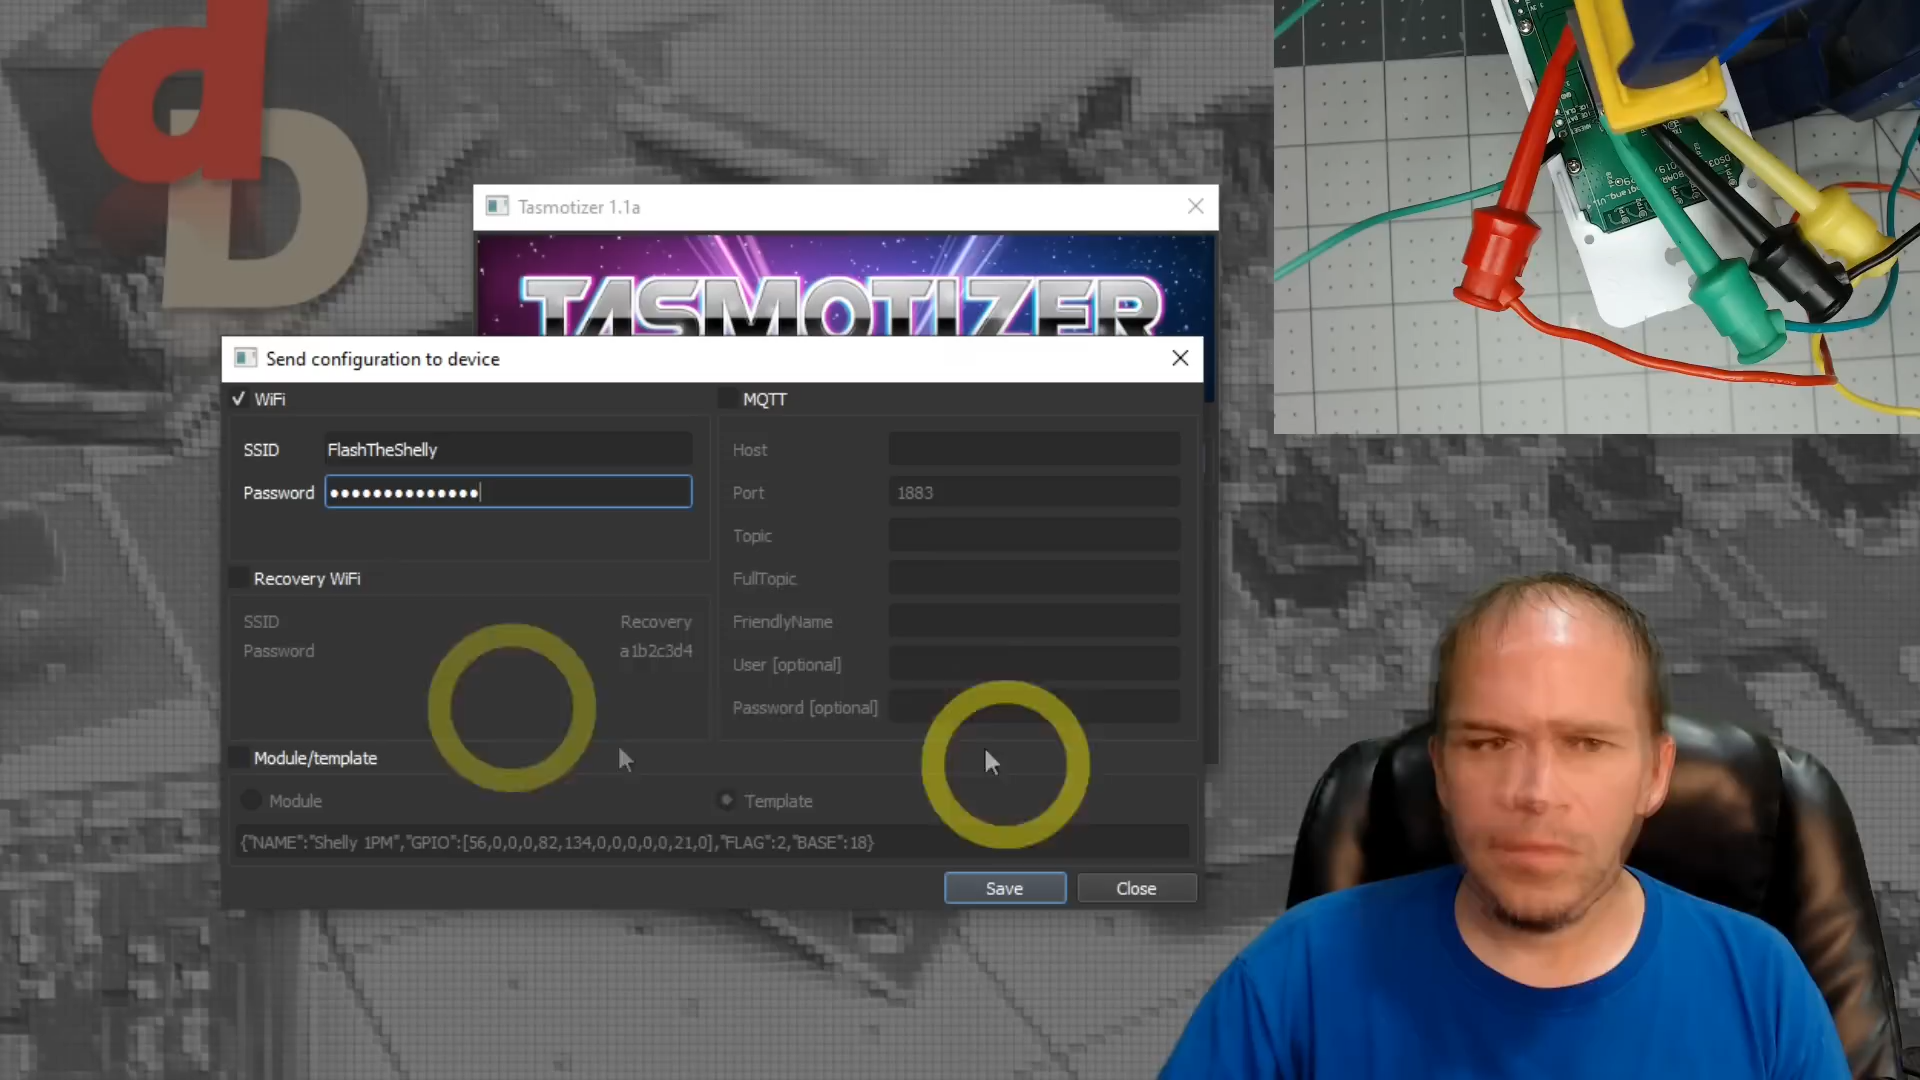 dD
Tasmotizer 1.1a
TASMOTIZER
Send configuration to device
WiFi
SSID FlashTheShelly
Password ●●●●●●●●●●●●●●
Recovery WiFi
SSID Recovery
Password a1b2c3d4
MQTT
Host
Port 1883
Topic
FullTopic
FriendlyName
User [optional]
Password [optional]
Module/template
Module Template
{"NAME":"Shelly 1PM","GPIO":[56,0,0,0,82,134,0,0,0,0,0,21,0],"FLAG":2,"BASE":18}
Save Close